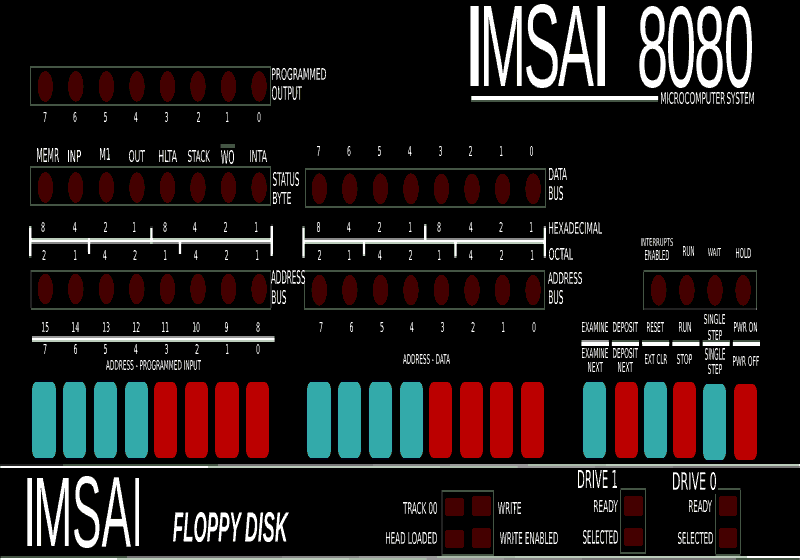 IMSAI 8080
MICROCOMPUTER SYSTEM
PROGRAMMED
OUTPUT
7 6 5 4 3 2 1 0
MEMR INP M1 OUT HLTA STACK WO INTA
STATUS
BYTE
7 6 5 4 3 2 1 0
DATA
BUS
8 4 2 1 8 4 2 1
8 4 2 1 8 4 2 1
HEXADECIMAL
2 1 4 2 1 4 2 1
2 1 4 2 1 4 2 1
OCTAL
ADDRESS
BUS
ADDRESS
BUS
INTERRUPTS
ENABLED
RUN
WAIT
HOLD
15 14 13 12 11 10 9 8
7 6 5 4 3 2 1 0
ADDRESS - PROGRAMMED INPUT
7 6 5 4 3 2 1 0
ADDRESS - DATA
EXAMINE
EXAMINE
NEXT
DEPOSIT
DEPOSIT
NEXT
RESET
EXT CLR
RUN
STOP
SINGLE
STEP
SINGLE
STEP
PWR ON
PWR OFF
IMSAI
FLOPPY DISK
TRACK 00
WRITE
HEAD LOADED
WRITE ENABLED
DRIVE 1
READY
SELECTED
DRIVE 0
READY
SELECTED